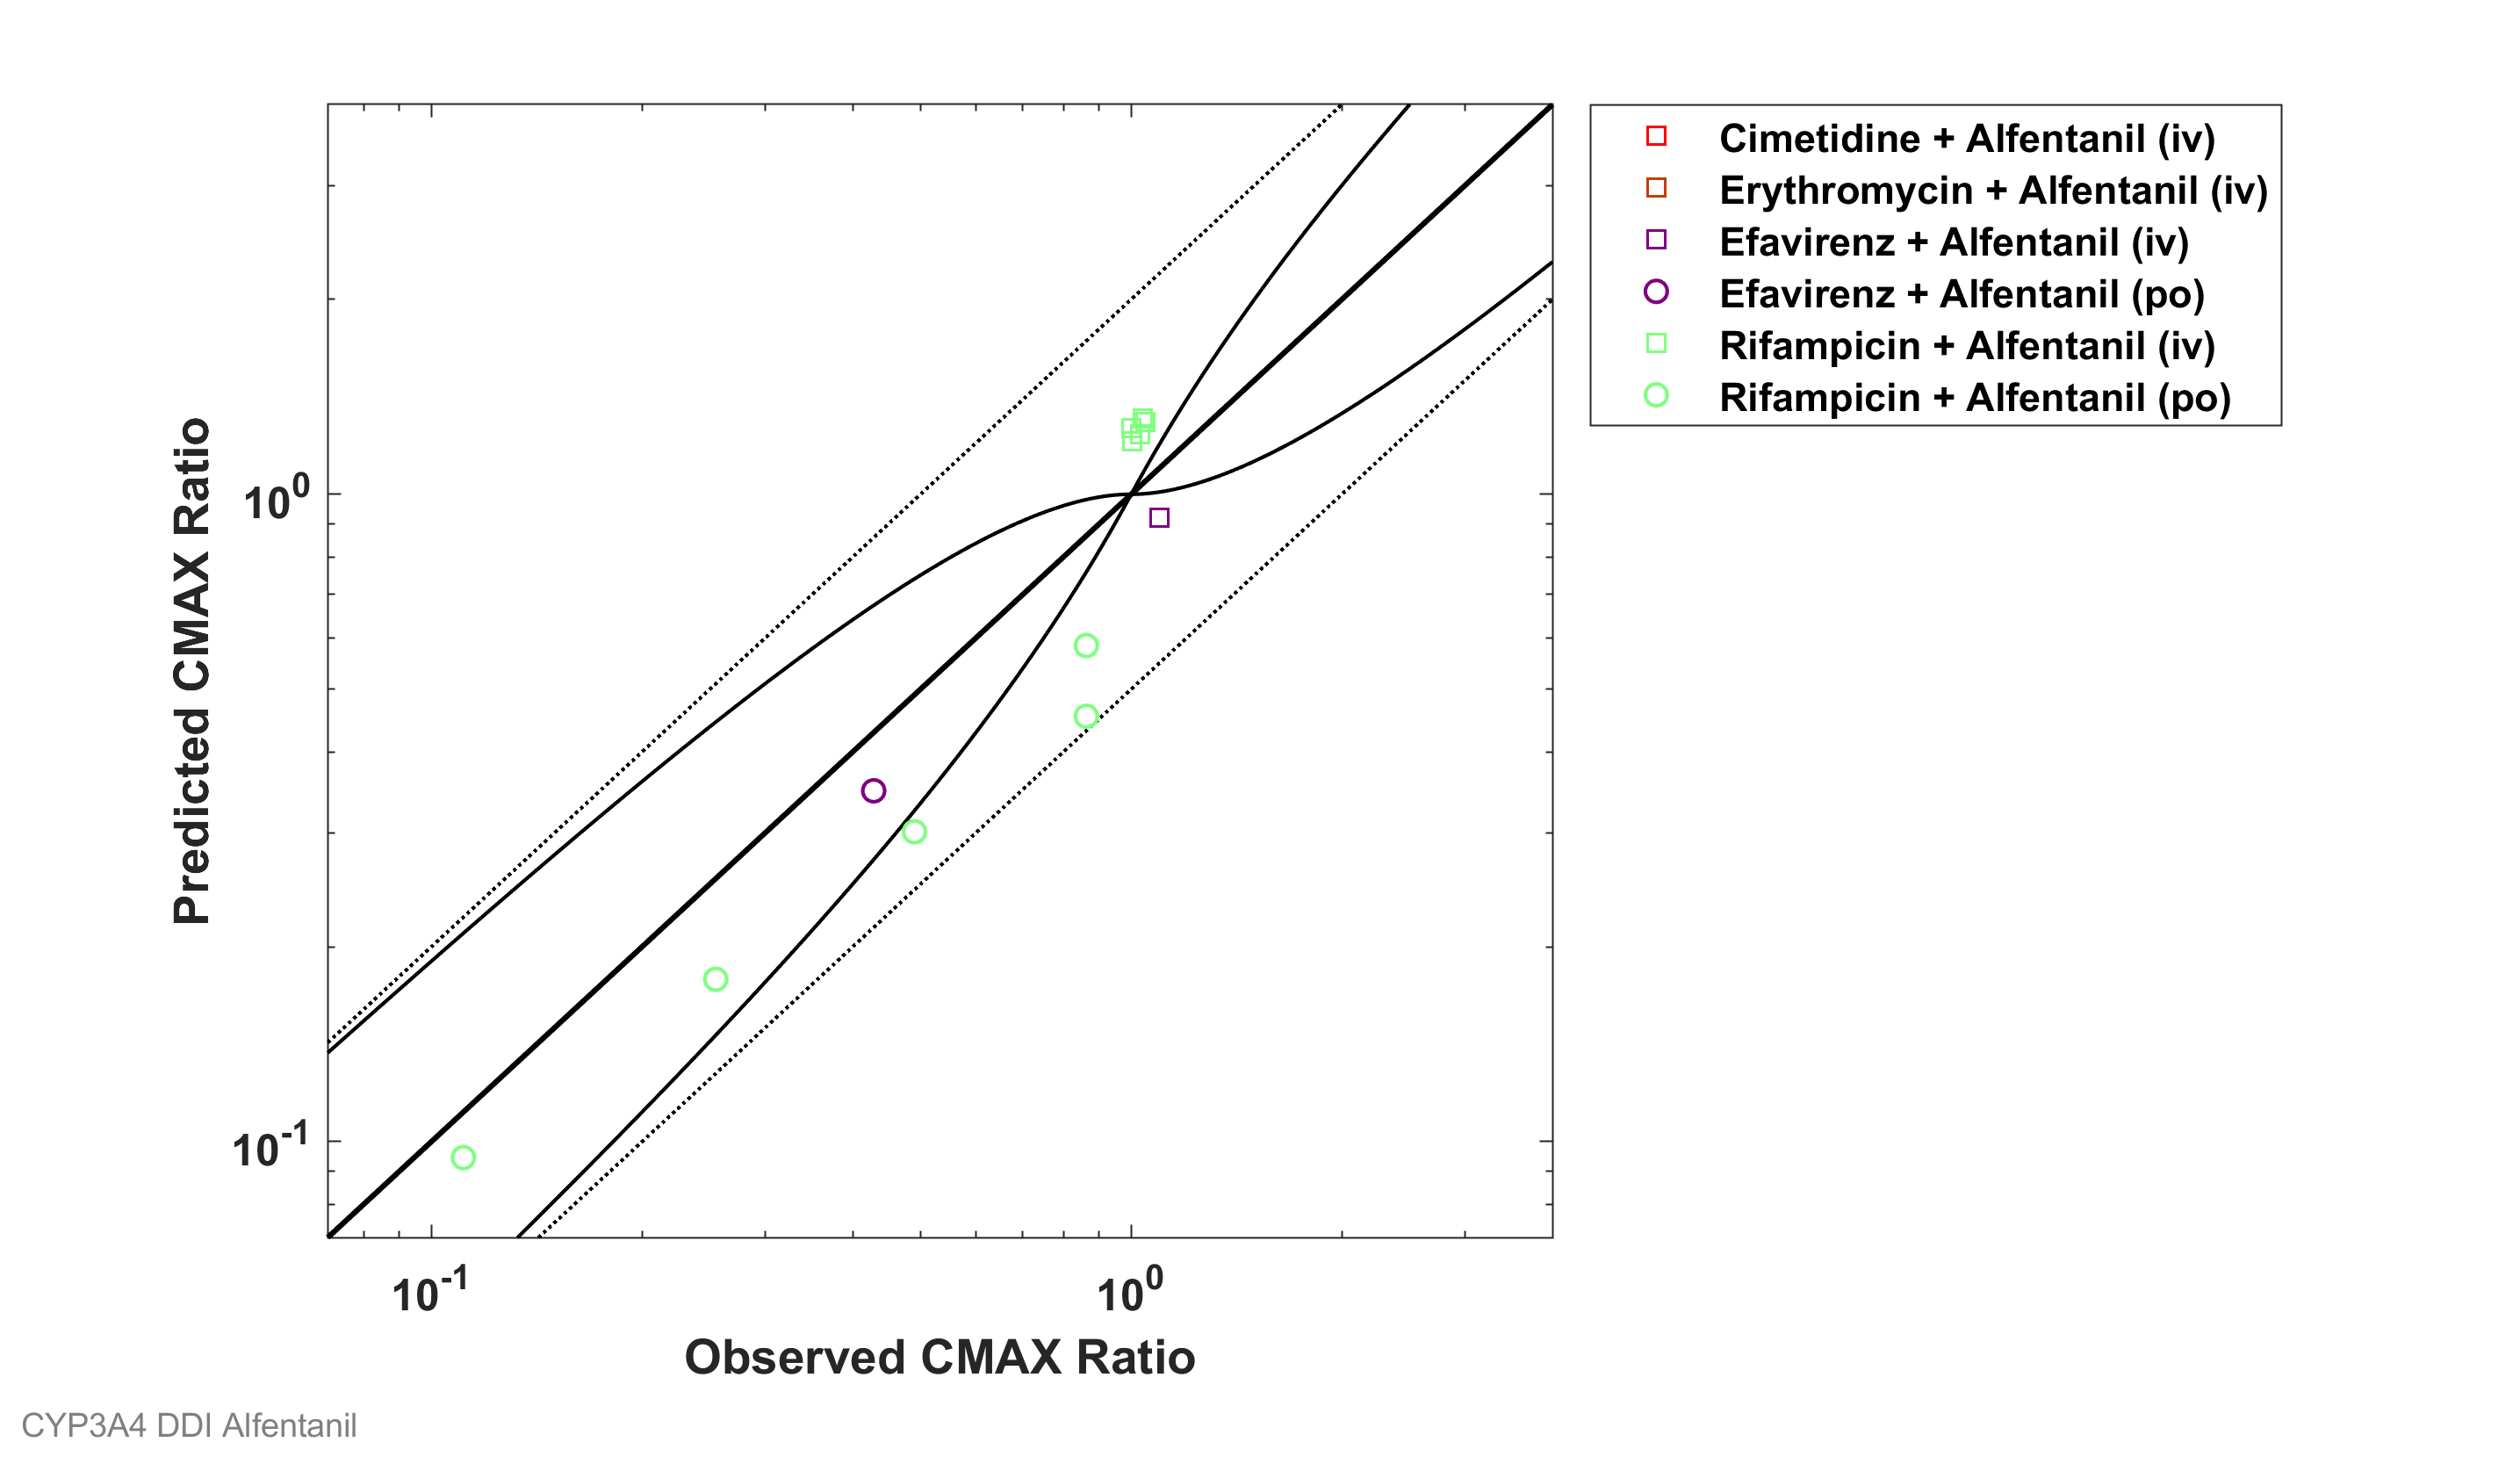 Cimetidine + Alfentanil (iv)
Erythromycin + Alfentanil (iv)
Efavirenz + Alfentanil (iv)
Efavirenz + Alfentanil (po)
Rifampicin + Alfentanil (iv)
Rifampicin + Alfentanil (po)
Predicted CMAX Ratio
10^0
10^-1
10^-1
10^0
Observed CMAX Ratio
CYP3A4 DDI Alfentanil